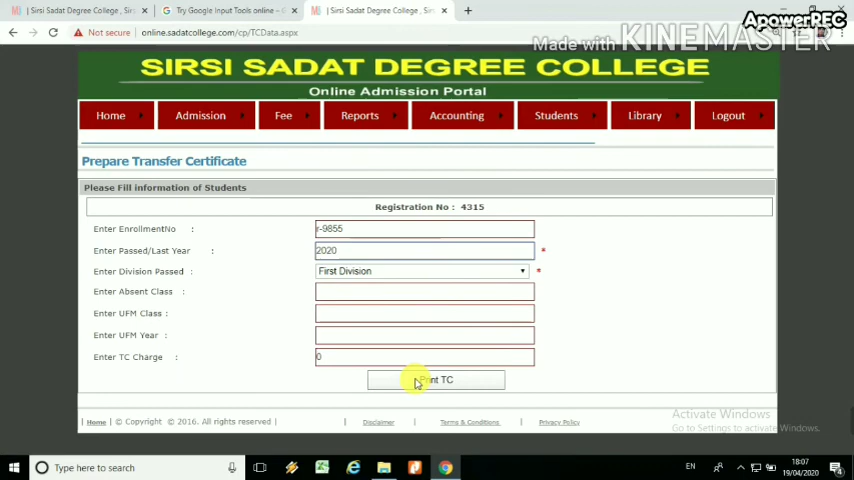 | Sirsi Sadat Degree College , Sirsi
Try Google Input Tools online – G
| Sirsi Sadat Degree College , Sirs
ApowerREC
Not secure | online.sadatcollege.com/cp/TCData.aspx
Made with KINEMASTER
SIRSI SADAT DEGREE COLLEGE
Online Admission Portal
Home Admission Fee Reports Accounting Students Library Logout
Prepare Transfer Certificate
Please Fill information of Students
Registration No : 4315
Enter EnrollmentNo : r-9855
Enter Passed/Last Year : 2020 *
Enter Division Passed : First Division *
Enter Absent Class :
Enter UFM Class :
Enter UFM Year :
Enter TC Charge : 0
Print TC
| Home | © Copyright © 2016. All rights reserved | | Disclaimer | Terms & Conditions | Privacy Policy
Activate Windows
Go to Settings to activate Windows.
Type here to search
EN
18:07
19/04/2020
4